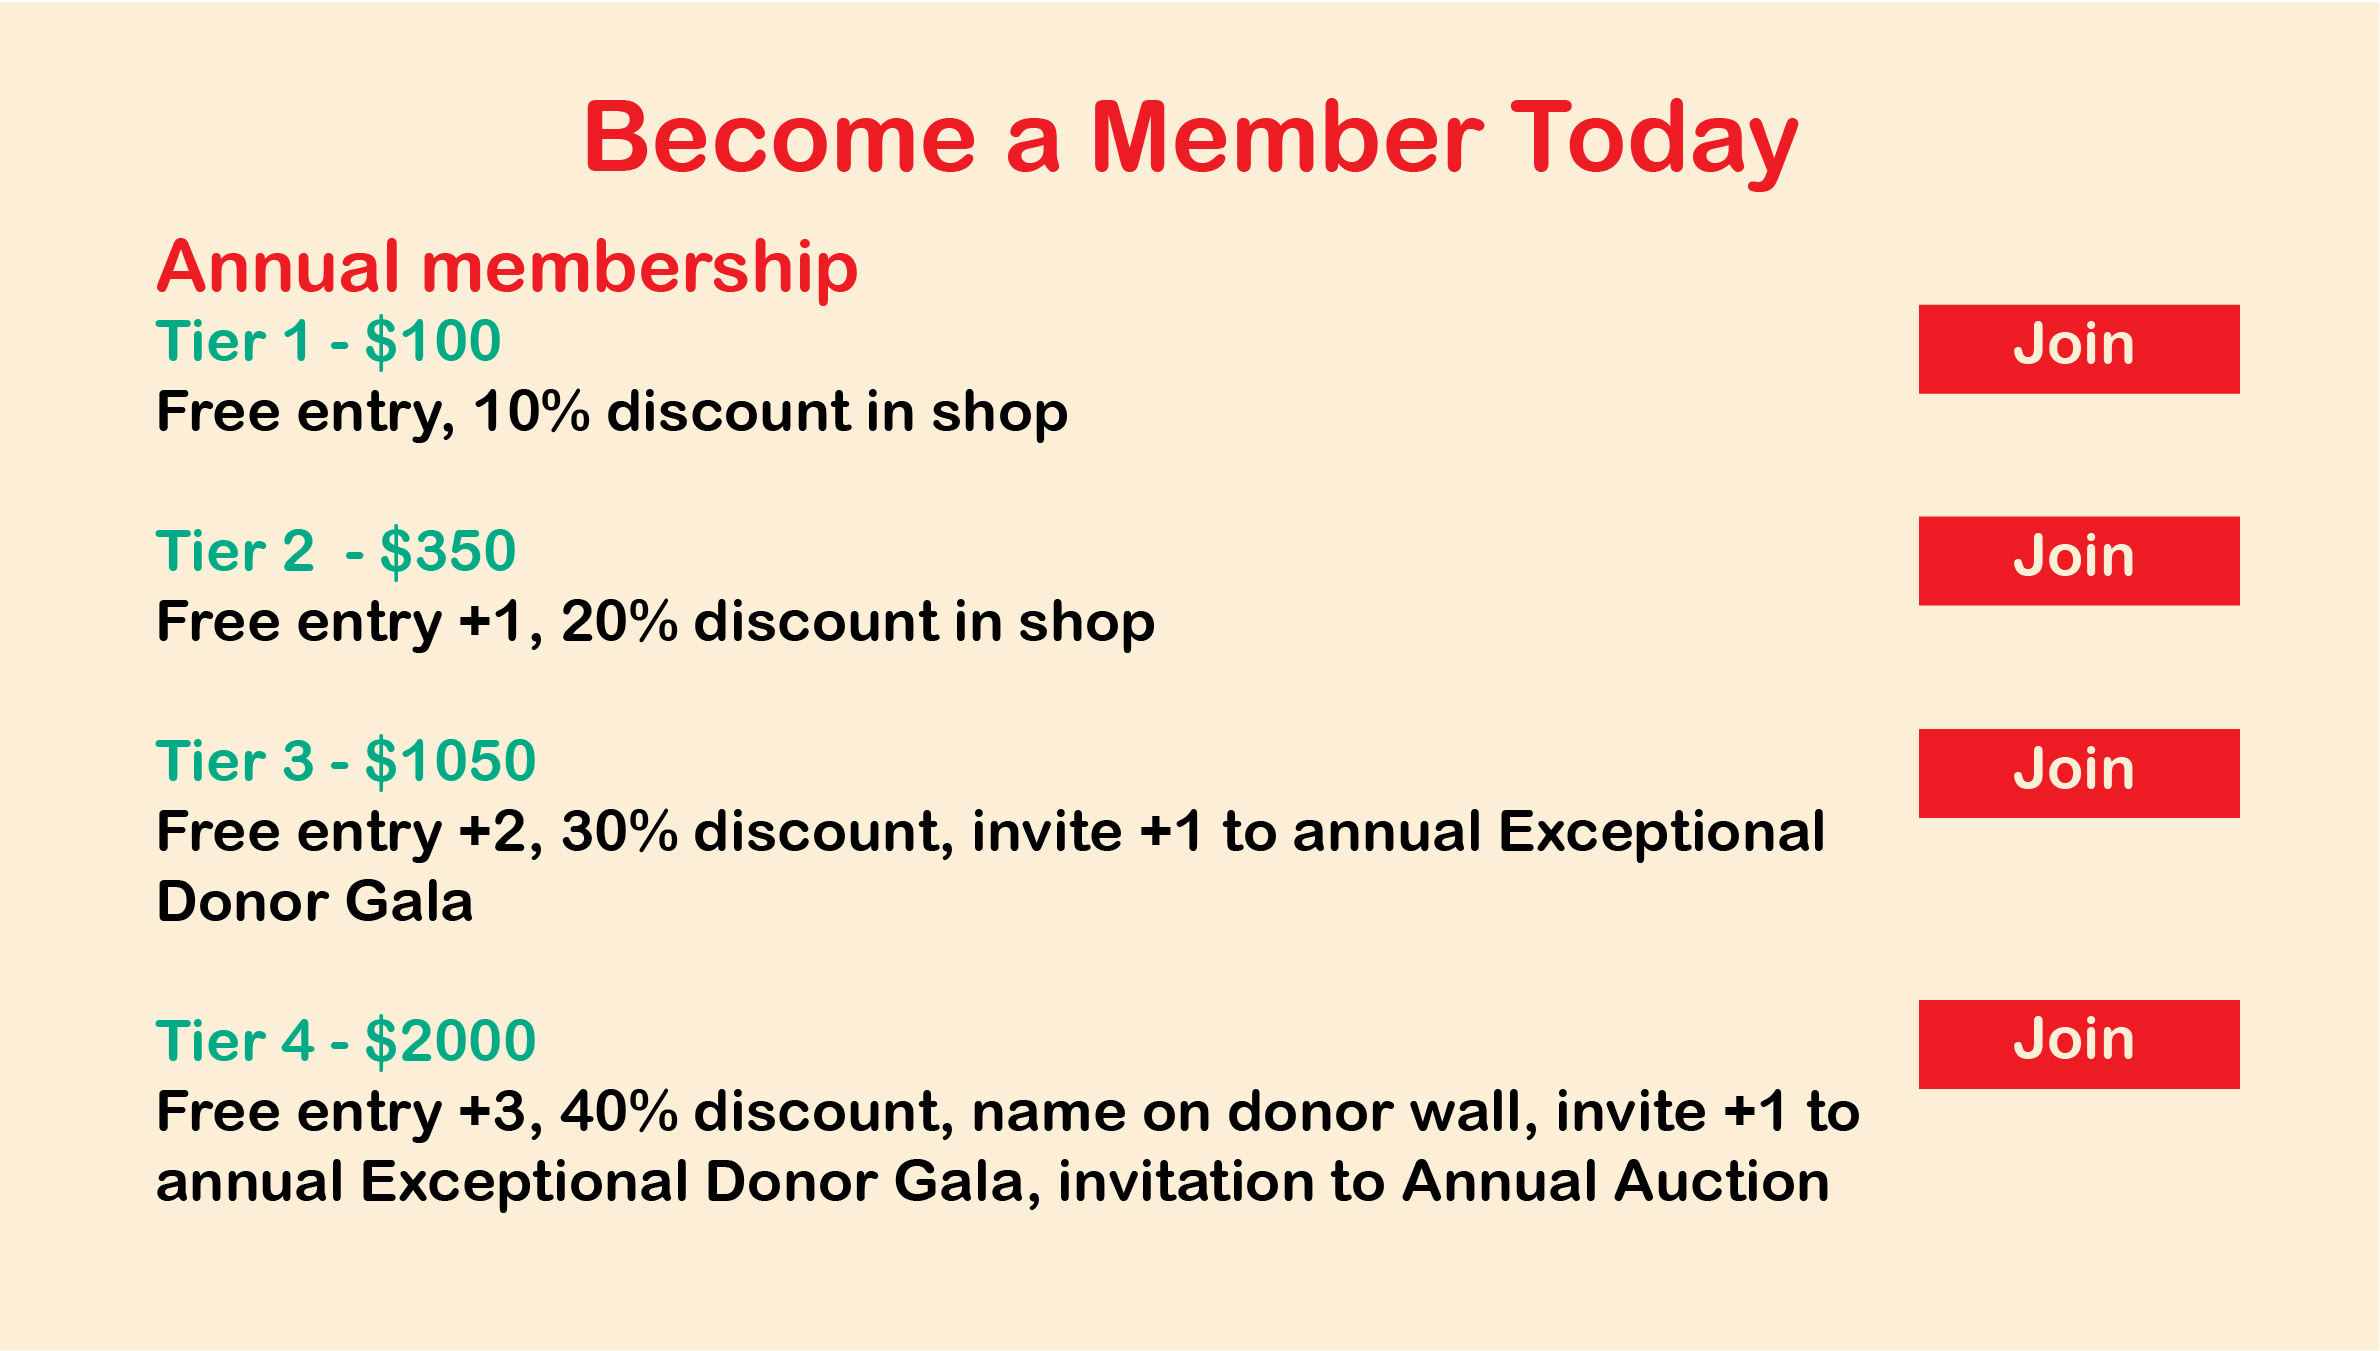 Become a Member Today
Annual membership
Tier 1 - $100
Join
Free entry, 10% discount in shop
Tier 2  - $350
Join
Free entry +1, 20% discount in shop
Tier 3 - $1050
Join
Free entry +2, 30% discount, invite +1 to annual Exceptional
Donor Gala
Tier 4 - $2000
Join
Free entry +3, 40% discount, name on donor wall, invite +1 to
annual Exceptional Donor Gala, invitation to Annual Auction